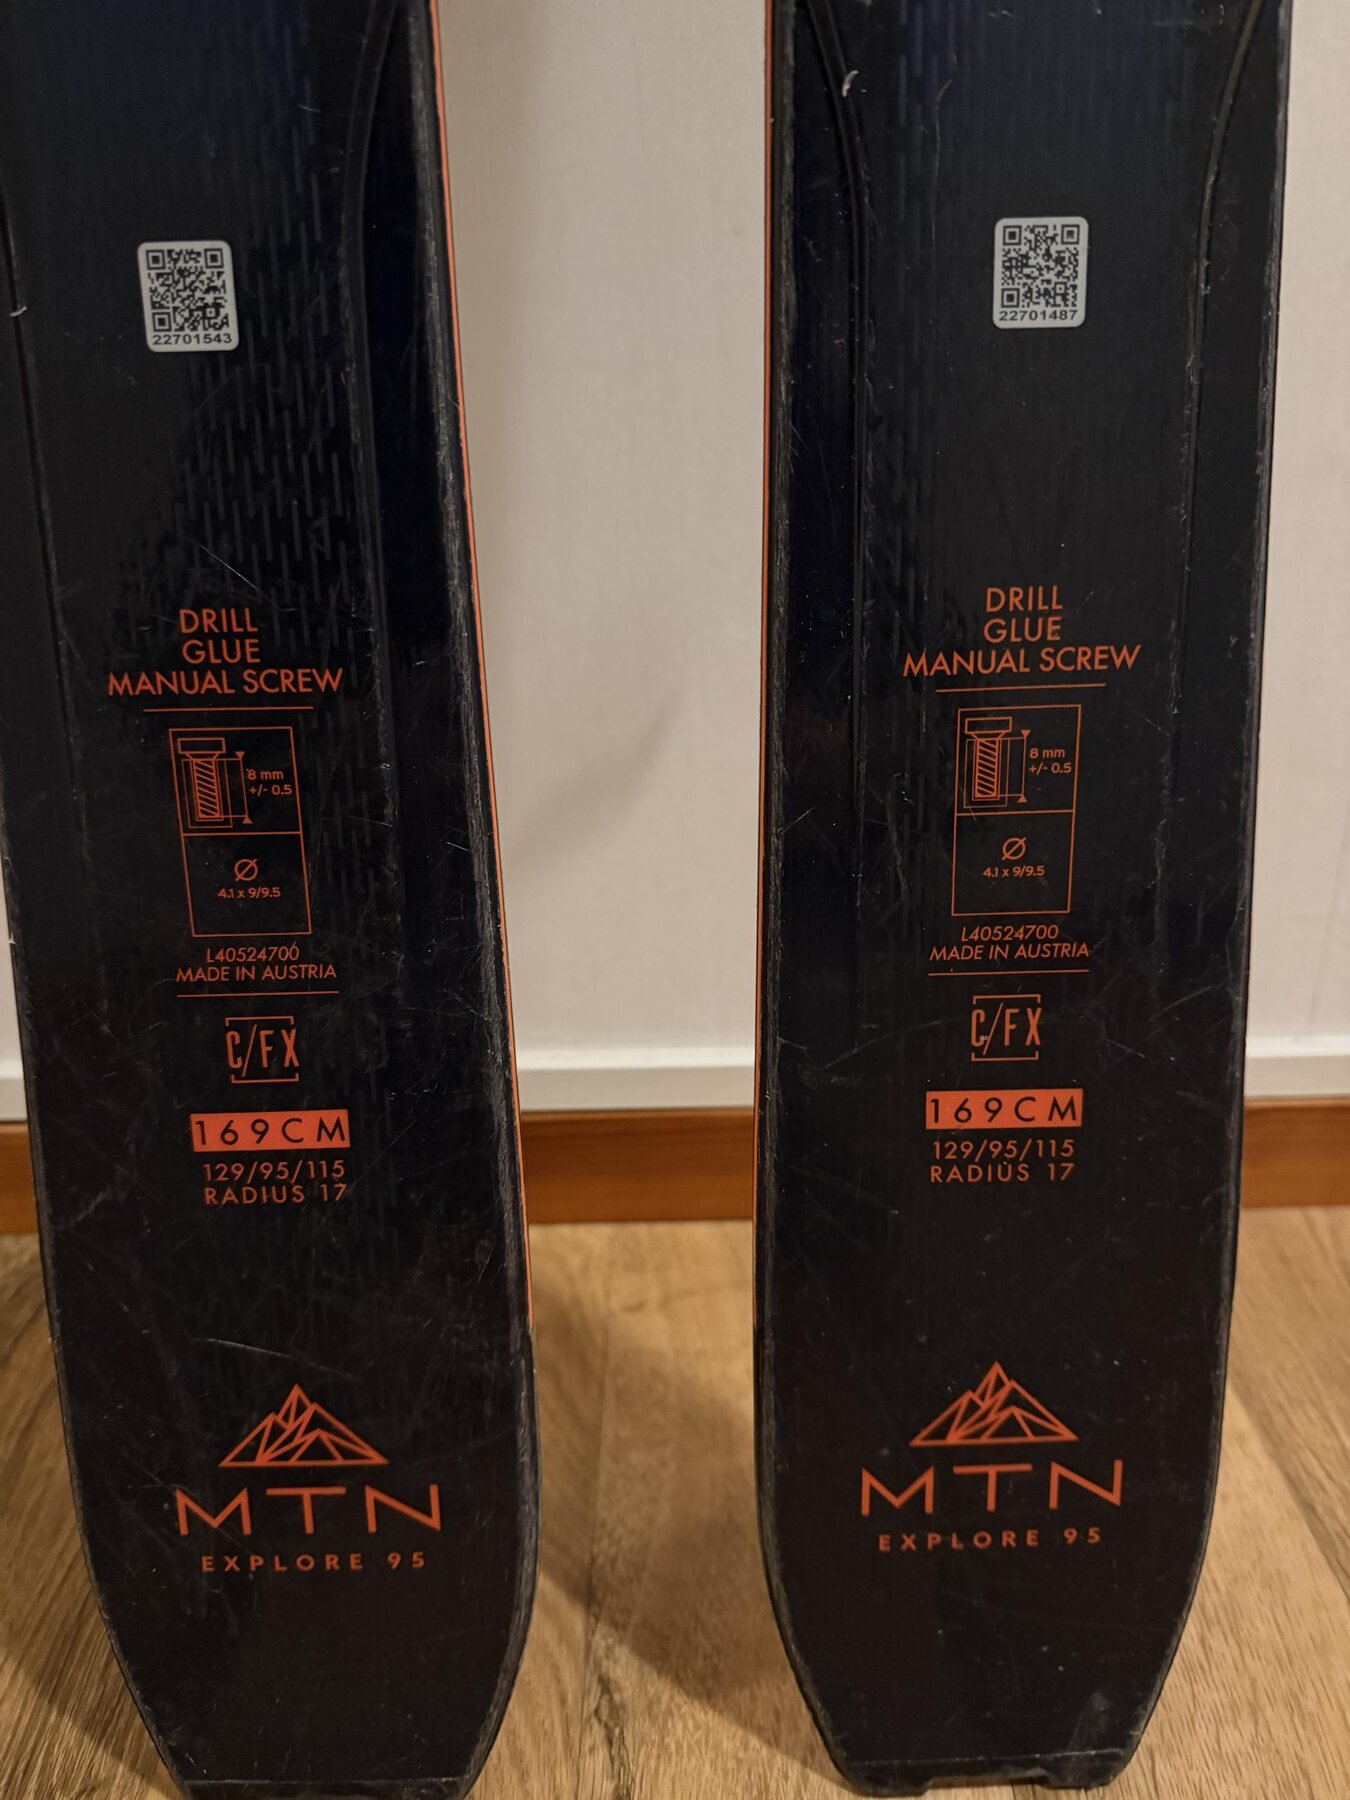 22701543
DRILL
GLUE
MANUAL SCREW
8 mm
+/- 0.5
Ø
4.1 x 9/9.5
L40524700
MADE IN AUSTRIA
C/FX
169CM
129/95/115
RADIUS 17
MTN
EXPLORE 95
22701487
DRILL
GLUE
MANUAL SCREW
8 mm
+/- 0.5
Ø
4.1 x 9/9.5
L40524700
MADE IN AUSTRIA
C/FX
169CM
129/95/115
RADIUS 17
MTN
EXPLORE 95